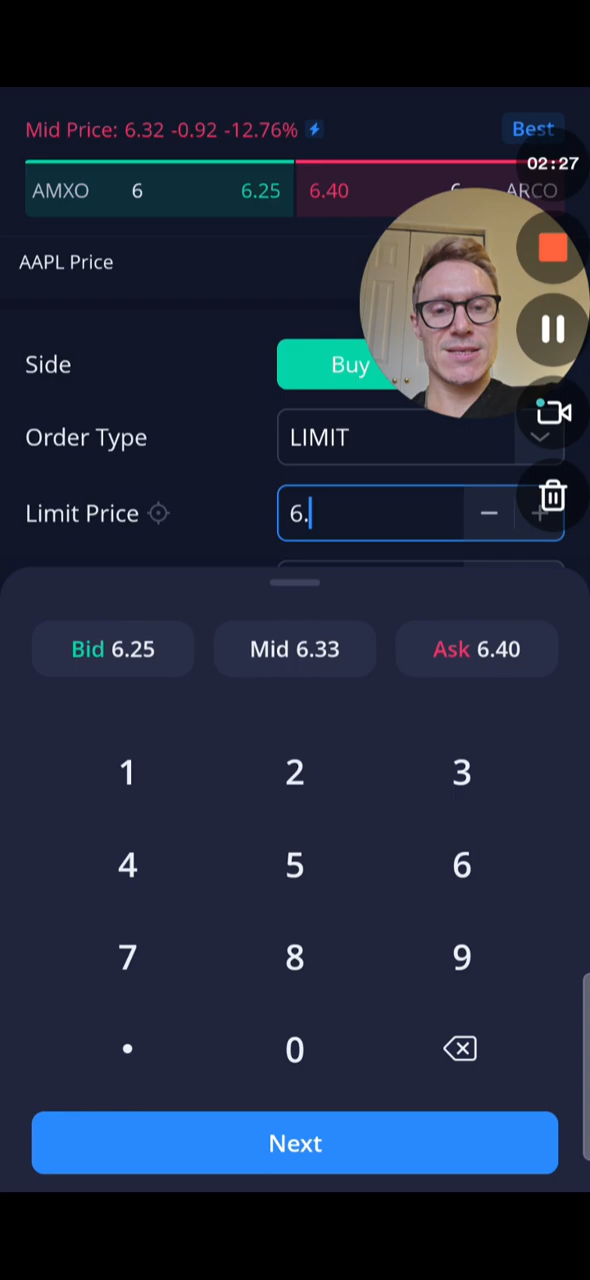 Mid Price: 6.32 -0.92 -12.76% Best
02:27
AMXO 6 6.25 6.40 ARCO
AAPL Price
Side Buy
Order Type LIMIT
Limit Price 6.
Bid 6.25 Mid 6.33 Ask 6.40
1 2 3
4 5 6
7 8 9
. 0
Next